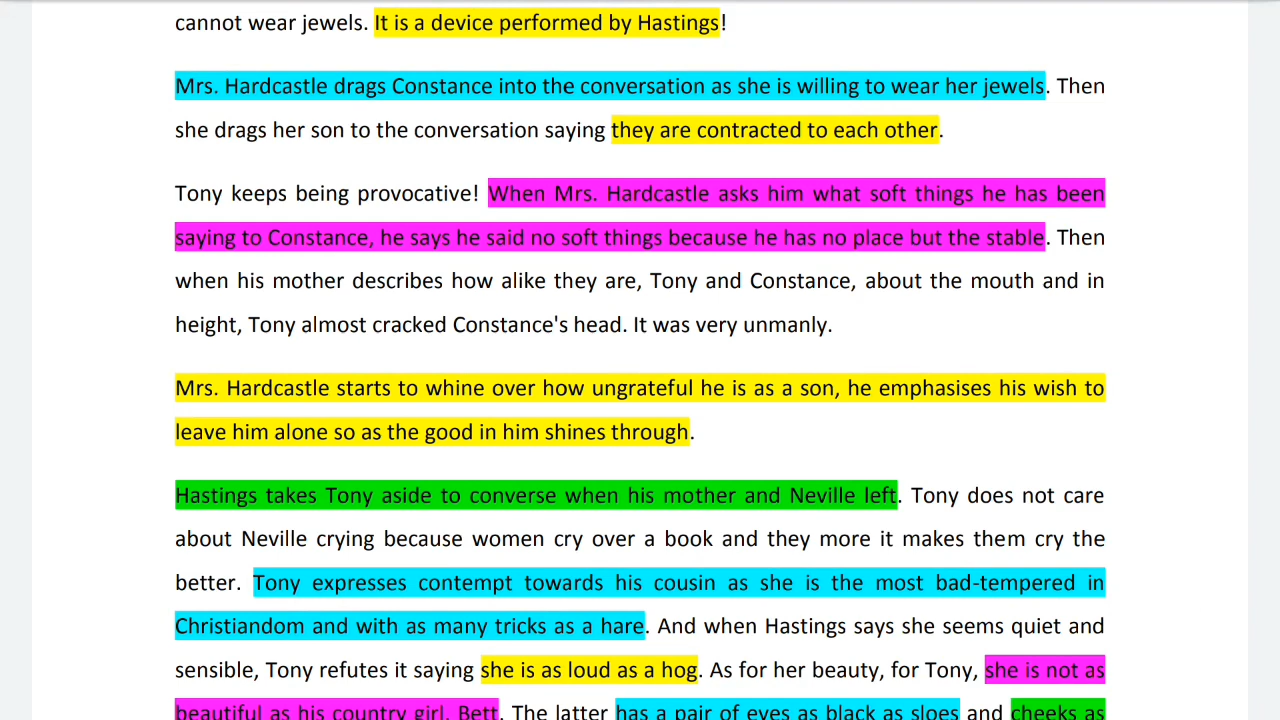 cannot wear jewels. It is a device performed by Hastings!
Mrs. Hardcastle drags Constance into the conversation as she is willing to wear her jewels. Then
she drags her son to the conversation saying they are contracted to each other.
Tony keeps being provocative! When Mrs. Hardcastle asks him what soft things he has been
saying to Constance, he says he said no soft things because he has no place but the stable. Then
when his mother describes how alike they are, Tony and Constance, about the mouth and in
height, Tony almost cracked Constance's head. It was very unmanly.
Mrs. Hardcastle starts to whine over how ungrateful he is as a son, he emphasises his wish to
leave him alone so as the good in him shines through.
Hastings takes Tony aside to converse when his mother and Neville left. Tony does not care
about Neville crying because women cry over a book and they more it makes them cry the
better. Tony expresses contempt towards his cousin as she is the most bad-tempered in
Christiandom and with as many tricks as a hare. And when Hastings says she seems quiet and
sensible, Tony refutes it saying she is as loud as a hog. As for her beauty, for Tony, she is not as
beautiful as his country girl, Bett. The latter has a pair of eyes as black as sloes and cheeks as